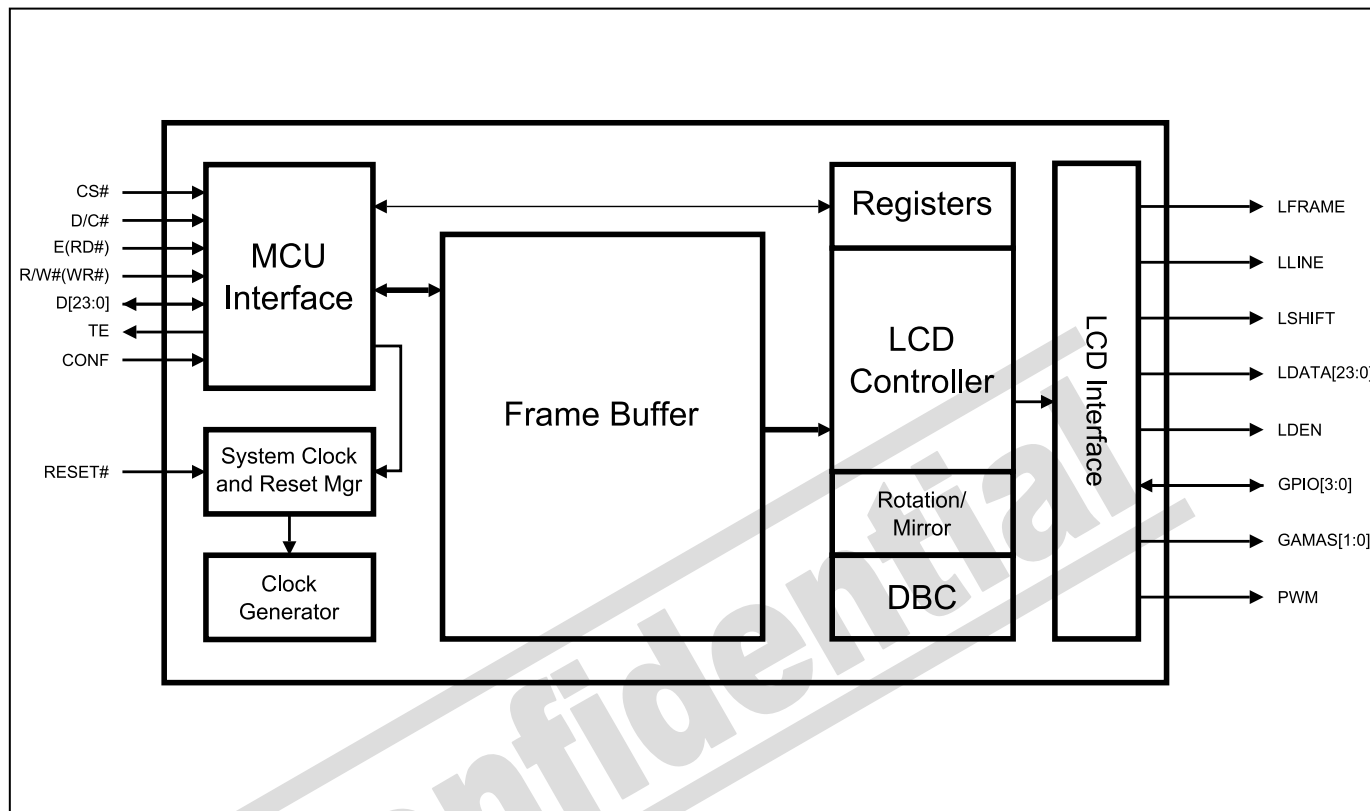 CS#
D/C#
E(RD#)
R/W#(WR#)
D[23:0]
TE
CONF
RESET#
MCU
Interface
System Clock
and Reset Mgr
Clock
Generator
Frame Buffer
Registers
LCD
Controller
Rotation/
Mirror
DBC
LCD Interface
LFRAME
LLINE
LSHIFT
LDATA[23:0]
LDEN
GPIO[3:0]
GAMAS[1:0]
PWM